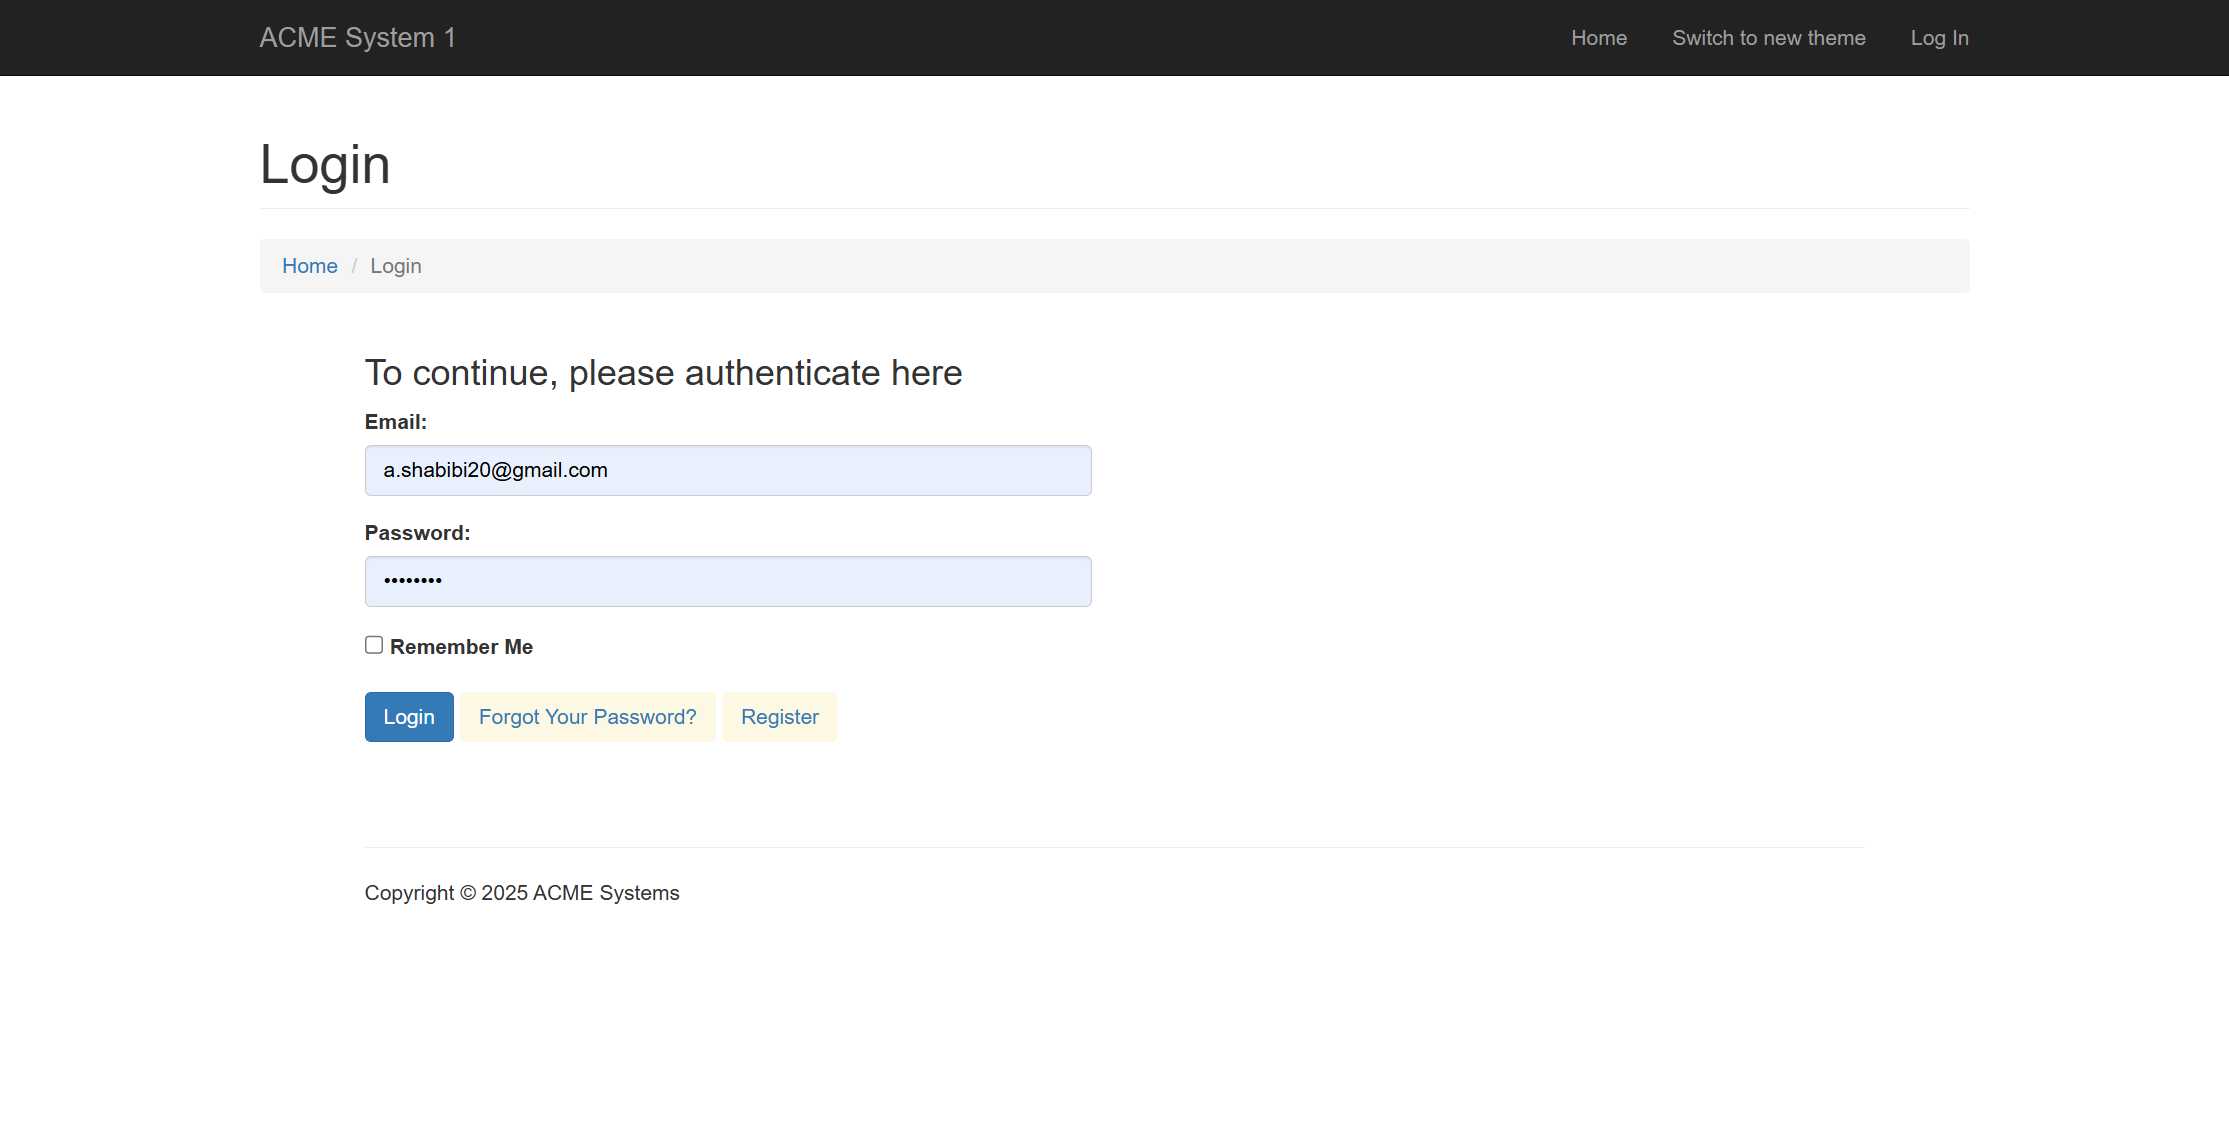 ACME System 1 Home Switch to new theme Log In
Login
Home / Login
To continue, please authenticate here
Email:
a.shabibi20@gmail.com
Password:
••••••••
Remember Me
Login Forgot Your Password? Register
Copyright © 2025 ACME Systems